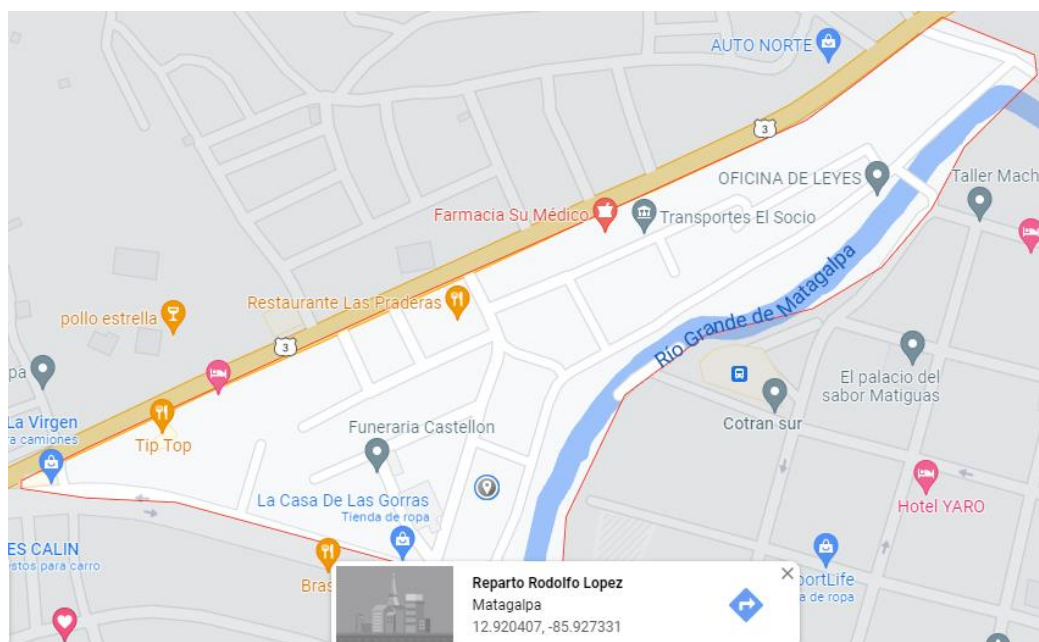 AUTO NORTE
3
OFICINA DE LEYES
Taller Mach
Farmacia Su Médico
Transportes El Socio
Restaurante Las Praderas
pollo estrella
Río Grande de Matagalpa
3
pa
El palacio del
sabor Matiguas
Cotran sur
La Virgen
ra camiones
Tip Top
Funeraria Castellon
La Casa De Las Gorras
Tienda de ropa
Hotel YARO
ES CALIN
estos para carro
Bras
portLife
a de ropa
Reparto Rodolfo Lopez
Matagalpa
12.920407, -85.927331